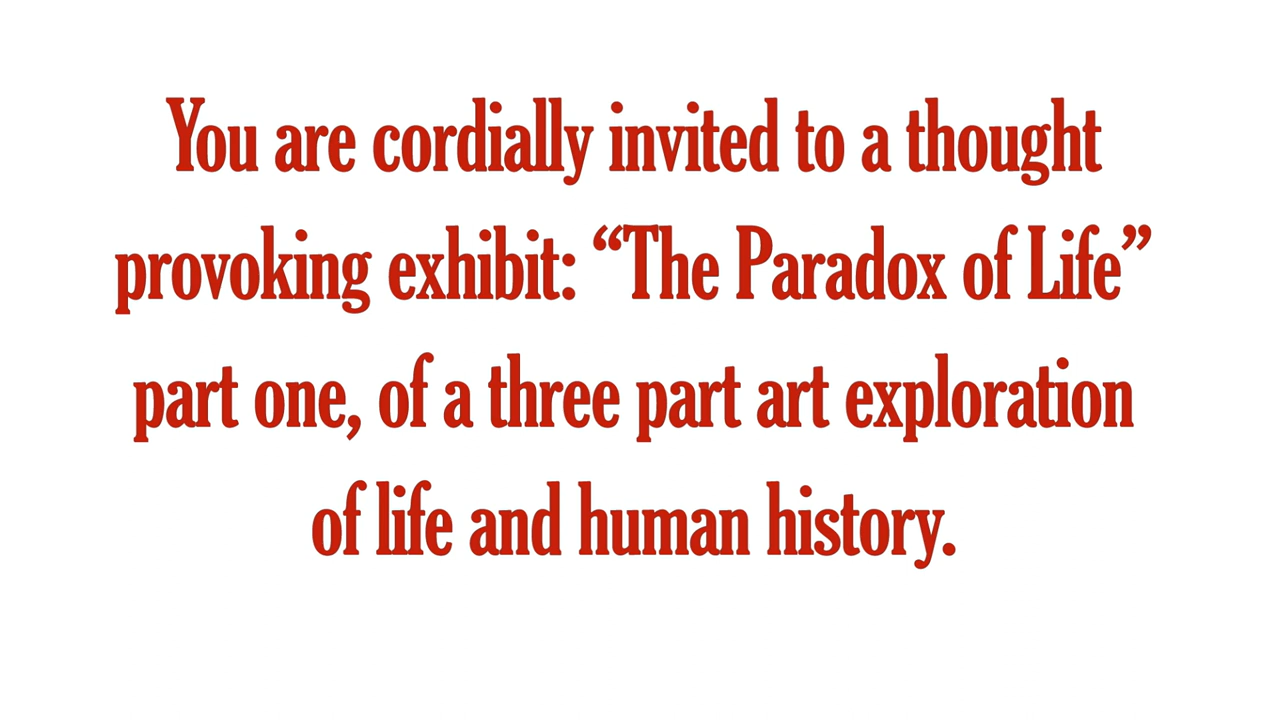 You are cordially invited to a thought
provoking exhibit: “The Paradox of Life”
part one, of a three part art exploration
of life and human history.